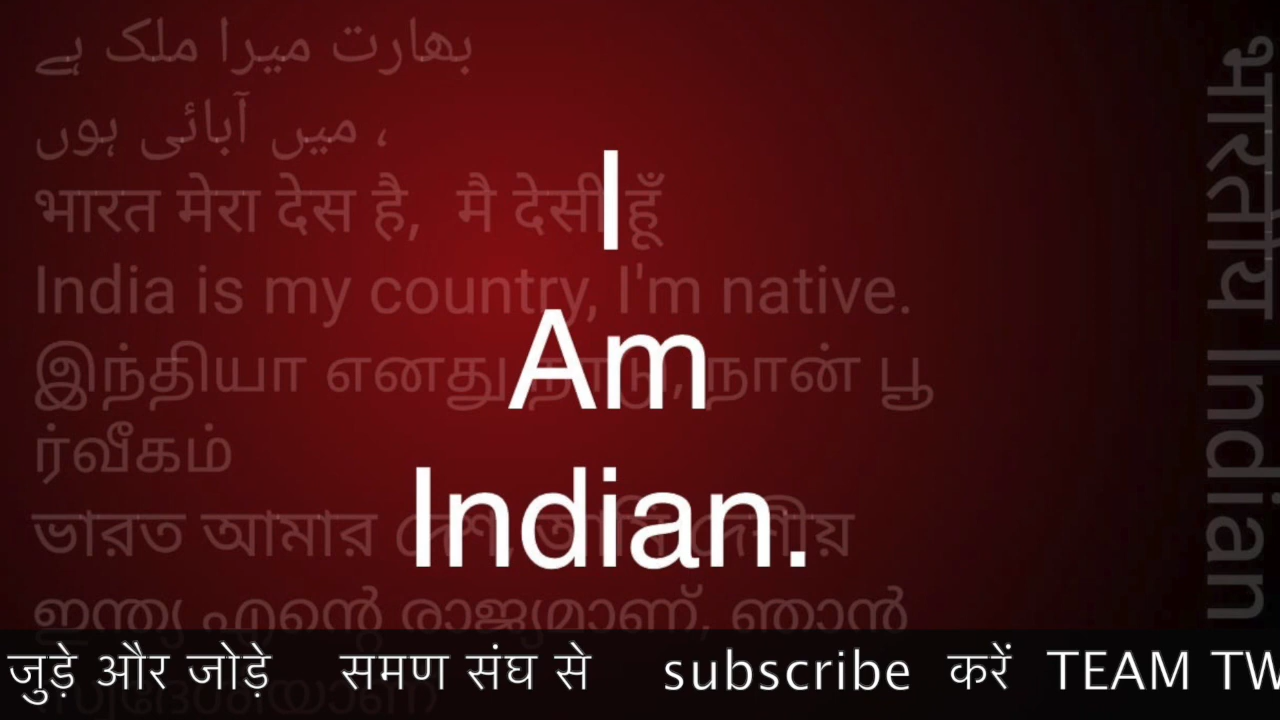 بھارت میرا ملک ہے
، میں آبائی ہوں
भारत मेरा देस है, मै देसी हूँ
India is my country, I'm native.
இந்தியா எனது நாடு, நான் பூ
ர்வீகம்
ভারত আমার দেশ, আমি দেশীয়
ഇന്ത്യ എന്റെ രാജ്യമാണ്, ഞാൻ
I
Am
Indian.
भारतीय Indian
जुड़े और जोड़े समण संघ से subscribe करें TEAM TW